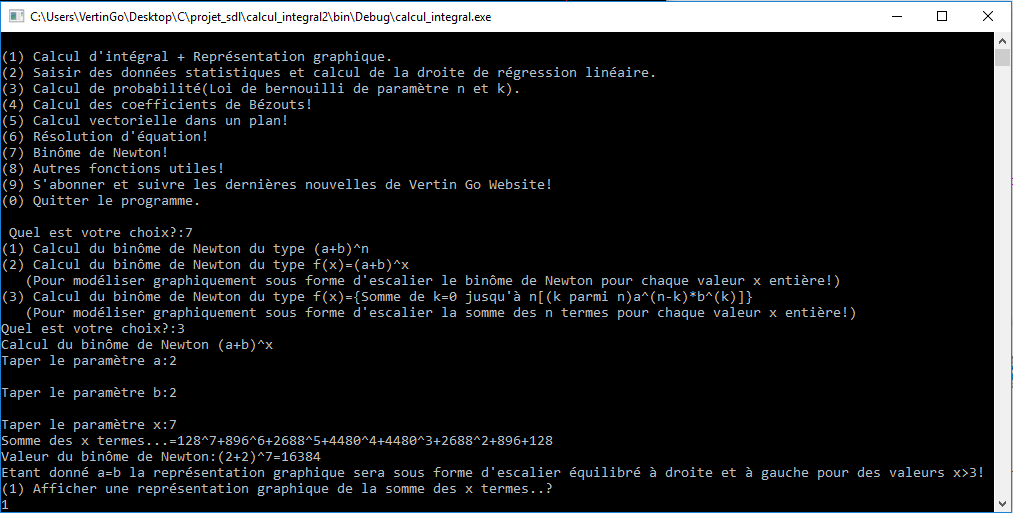 C:\Users\VertinGo\Desktop\C\projet_sdl\calcul_integral2\bin\Debug\calcul_integral.exe
(1) Calcul d'intégral + Représentation graphique.
(2) Saisir des données statistiques et calcul de la droite de régression linéaire.
(3) Calcul de probabilité(Loi de bernouilli de paramètre n et k).
(4) Calcul des coefficients de Bézouts!
(5) Calcul vectorielle dans un plan!
(6) Résolution d'équation!
(7) Binôme de Newton!
(8) Autres fonctions utiles!
(9) S'abonner et suivre les dernières nouvelles de Vertin Go Website!
(0) Quitter le programme.
Quel est votre choix?:7
(1) Calcul du binôme de Newton du type (a+b)^n
(2) Calcul du binôme de Newton du type f(x)=(a+b)^x
(Pour modéliser graphiquement sous forme d'escalier le binôme de Newton pour chaque valeur x entière!)
(3) Calcul du binôme de Newton du type f(x)={Somme de k=0 jusqu'à n[(k parmi n)a^(n-k)*b^(k)]}
(Pour modéliser graphiquement sous forme d'escalier la somme des n termes pour chaque valeur x entière!)
Quel est votre choix?:3
Calcul du binôme de Newton (a+b)^x
Taper le paramètre a:2
Taper le paramètre b:2
Taper le paramètre x:7
Somme des x termes...=128^7+896^6+2688^5+4480^4+4480^3+2688^2+896+128
Valeur du binôme de Newton:(2+2)^7=16384
Etant donné a=b la représentation graphique sera sous forme d'escalier équilibré à droite et à gauche pour des valeurs x>3!
(1) Afficher une représentation graphique de la somme des x termes..?
1